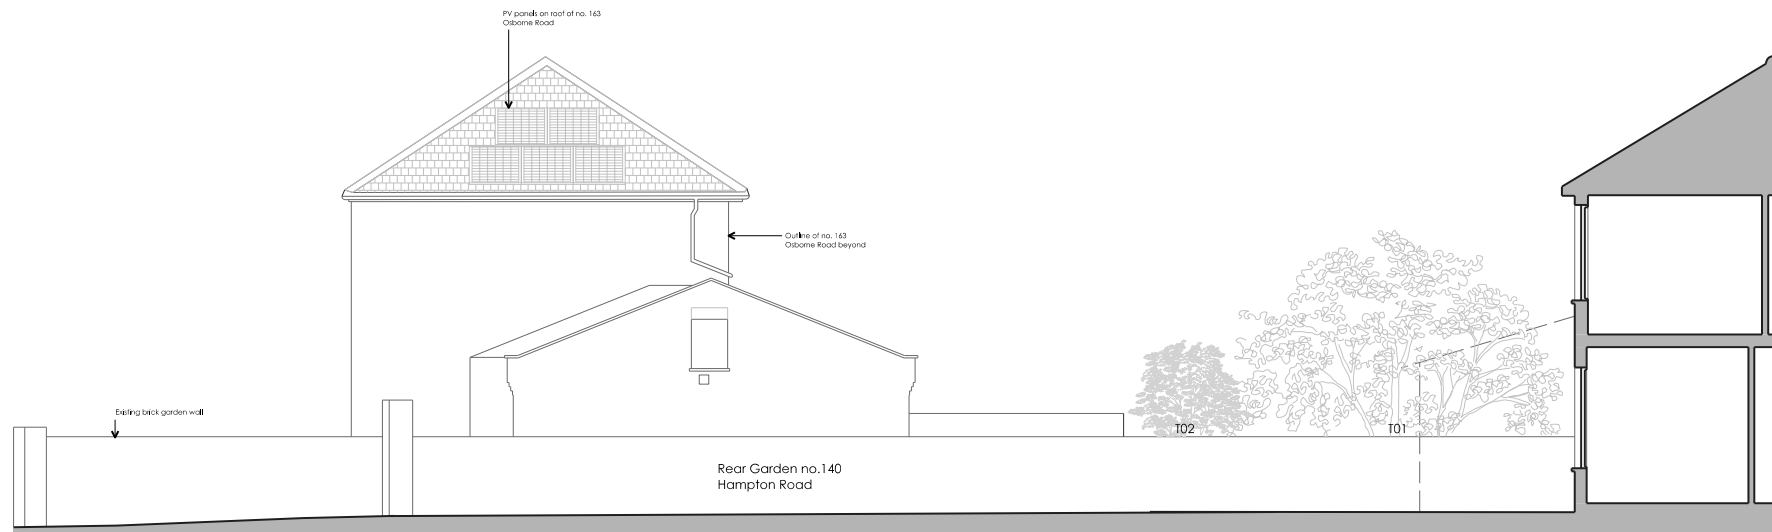 PV panels on roof of no. 163
Osborne Road
Outline of no. 163
Osborne Road beyond
Existing brick garden wall
T02
T01
Rear Garden no.140
Hampton Road